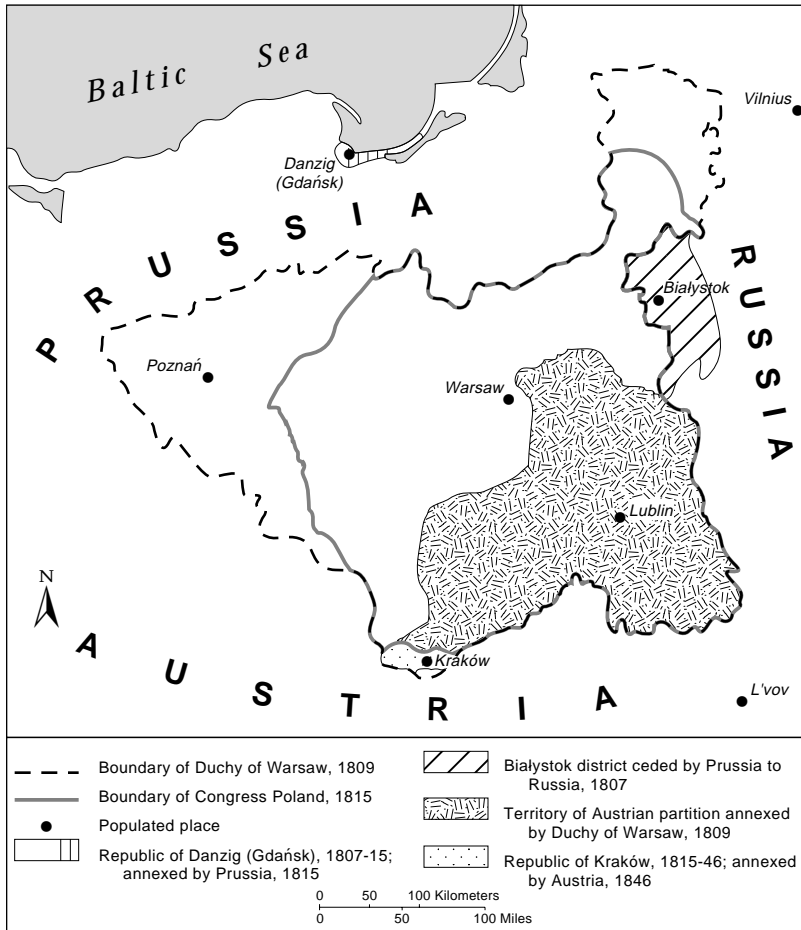 Baltic Sea
Vilnius
Danzig
(Gdańsk)
PRUSSIA
RUSSIA
Białystok
Poznań
Warsaw
Lublin
N
Kraków
AUSTRIA
L'vov
Boundary of Duchy of Warsaw, 1809
Boundary of Congress Poland, 1815
Populated place
Republic of Danzig (Gdańsk), 1807-15;
annexed by Prussia, 1815
Białystok district ceded by Prussia to
Russia, 1807
Territory of Austrian partition annexed
by Duchy of Warsaw, 1809
Republic of Kraków, 1815-46; annexed
by Austria, 1846
0 50 100 Kilometers
0 50 100 Miles